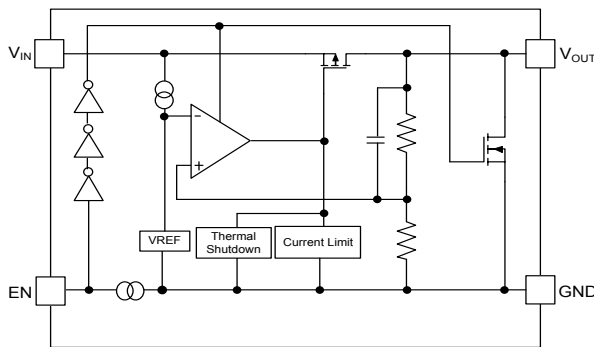 VIN
VOUT
−
+
VREF
Thermal
Shutdown
Current Limit
EN
GND